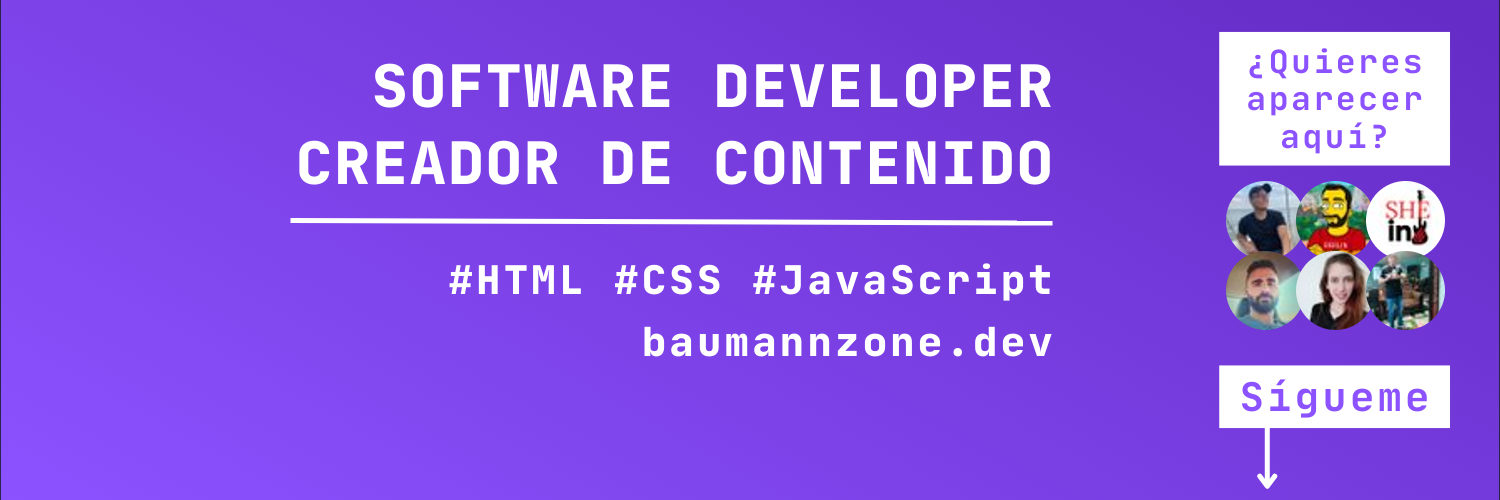 SOFTWARE DEVELOPER
CREADOR DE CONTENIDO
#HTML #CSS #JavaScript
baumannzone.dev
¿Quieres
aparecer
aquí?
SHE
in
Sígueme